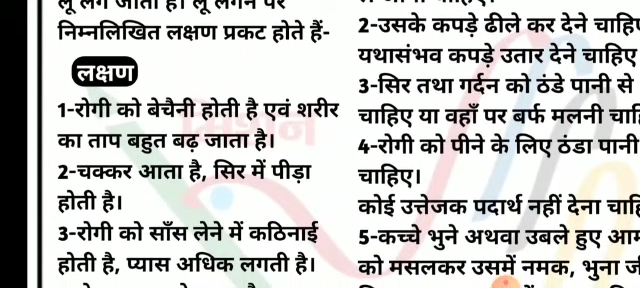 निम्नलिखित लक्षण प्रकट होते हैं-
लक्षण
1-रोगी को बेचैनी होती है एवं शरीर
का ताप बहुत बढ़ जाता है।
2-चक्कर आता है, सिर में पीड़ा
होती है।
3-रोगी को साँस लेने में कठिनाई
होती है, प्यास अधिक लगती है।
2-उसके कपड़े ढीले कर देने
यथासंभव कपड़े उतार देने चाहिए
3-सिर तथा गर्दन को ठंडे पानी से
चाहिए या वहाँ पर बर्फ मलनी
4-रोगी को पीने के लिए ठंडा पानी
चाहिए।
कोई उत्तेजक पदार्थ नहीं देना
5-कच्चे भुने अथवा उबले हुए
को मसलकर उसमें नमक, भुना